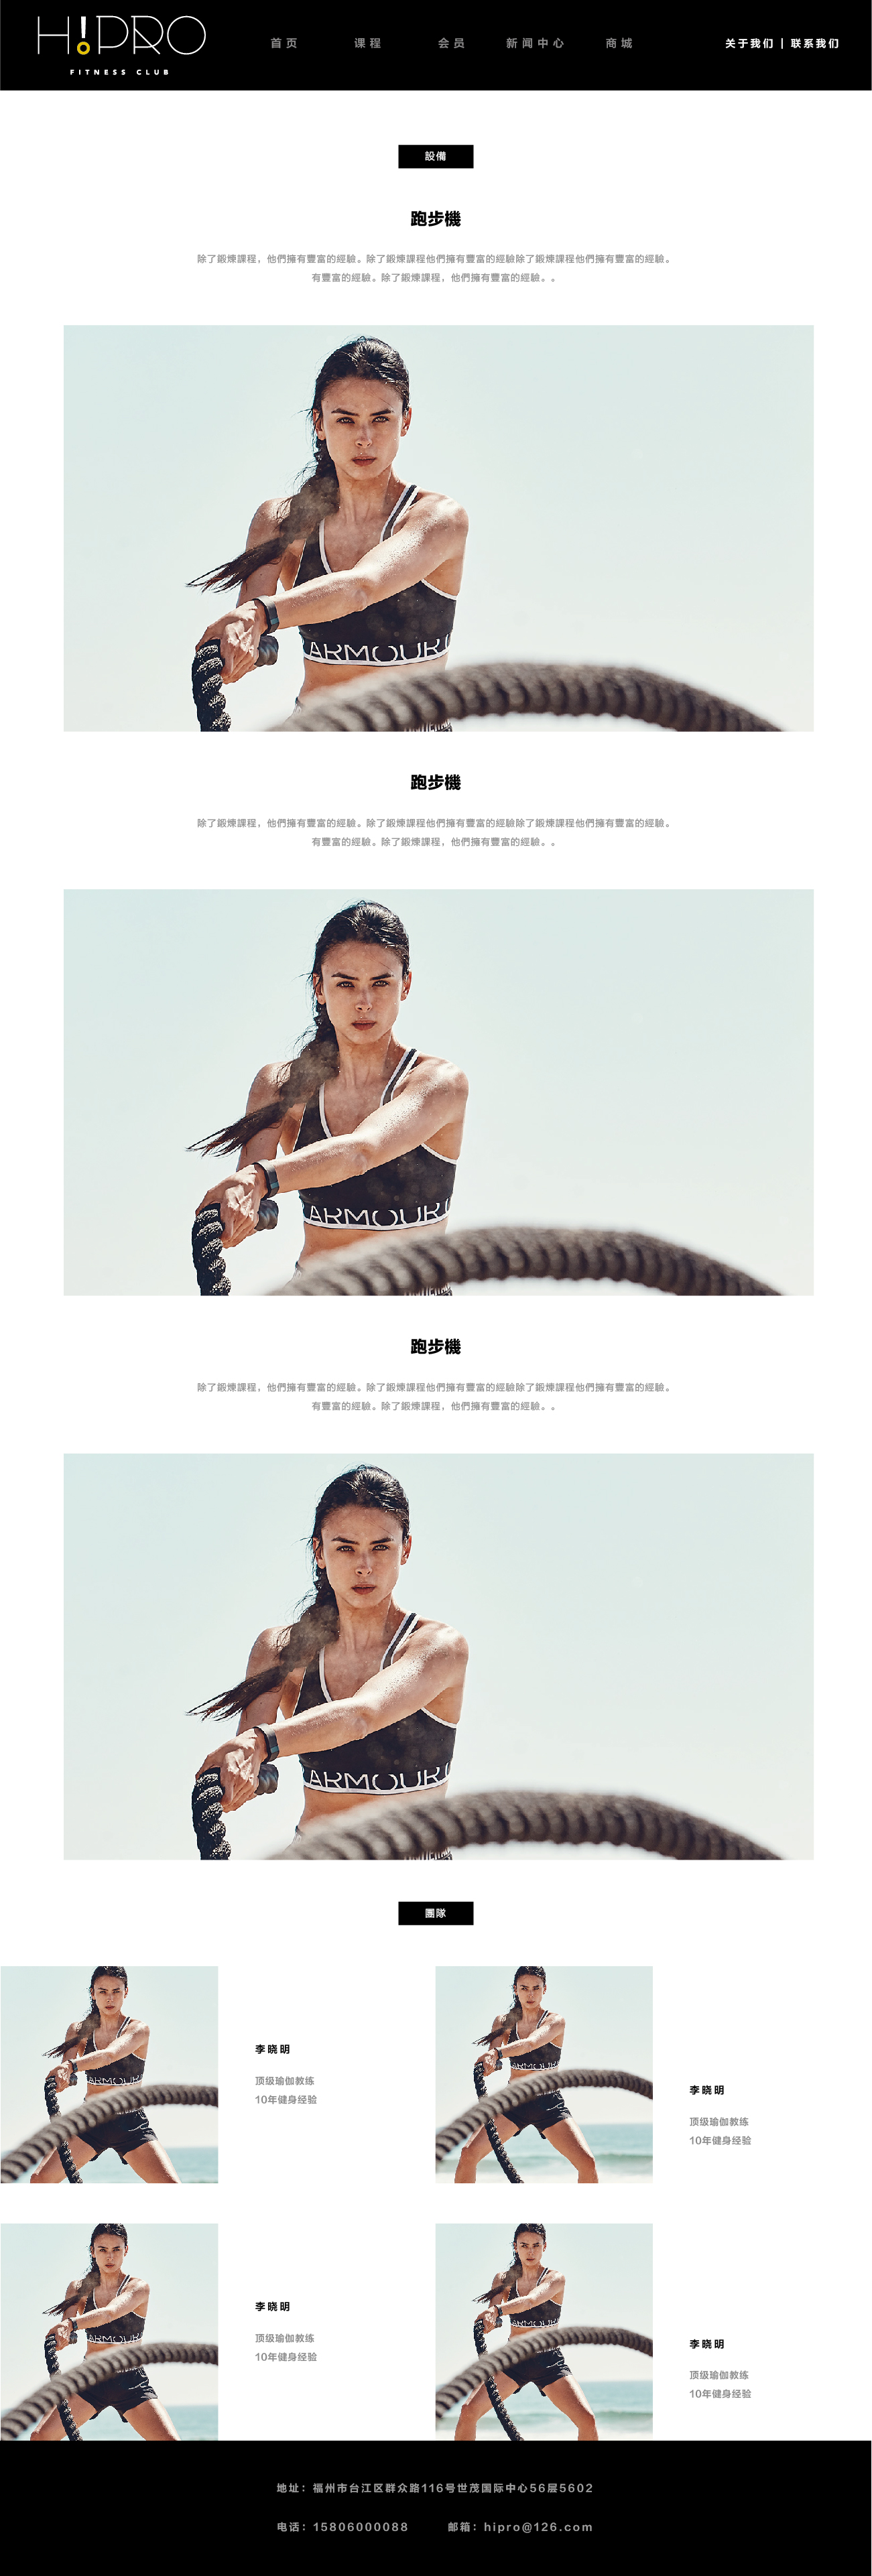 H!PRO
FITNESS CLUB
首页 课程 会员 新闻中心 商城 关于我们 | 联系我们
設備
跑步機
除了鍛煉課程，他們擁有豐富的經驗。除了鍛煉課程他們擁有豐富的經驗除了鍛煉課程他們擁有豐富的經驗。
有豐富的經驗。除了鍛煉課程，他們擁有豐富的經驗。。
ARMOUR
跑步機
除了鍛煉課程，他們擁有豐富的經驗。除了鍛煉課程他們擁有豐富的經驗除了鍛煉課程他們擁有豐富的經驗。
有豐富的經驗。除了鍛煉課程，他們擁有豐富的經驗。。
ARMOUR
跑步機
除了鍛煉課程，他們擁有豐富的經驗。除了鍛煉課程他們擁有豐富的經驗除了鍛煉課程他們擁有豐富的經驗。
有豐富的經驗。除了鍛煉課程，他們擁有豐富的經驗。。
ARMOUR
團隊
ARMOUR
李晓明
顶级瑜伽教练
10年健身经验
ARMOUR
李晓明
顶级瑜伽教练
10年健身经验
ARMOUR
李晓明
顶级瑜伽教练
10年健身经验
ARMOUR
李晓明
顶级瑜伽教练
10年健身经验
地址：福州市台江区群众路116号世茂国际中心56层5602
电话：15806000088 邮箱：hipro@126.com